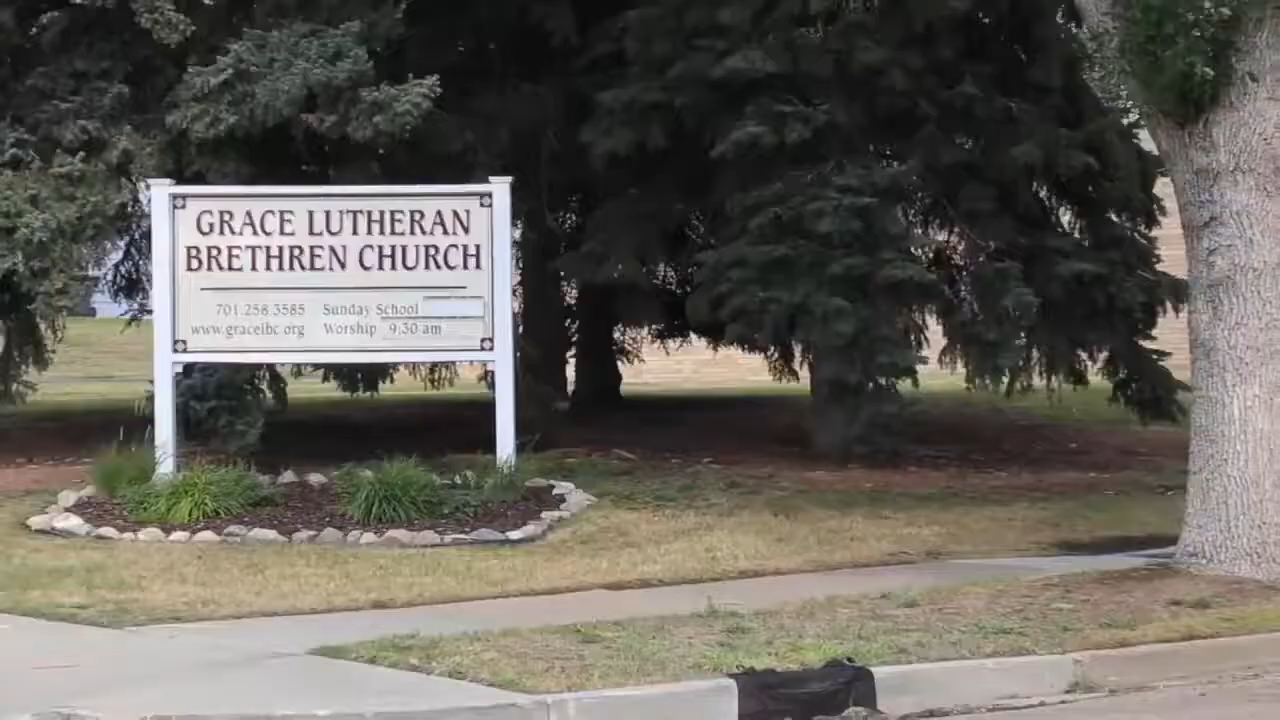 GRACE LUTHERAN
BRETHREN CHURCH
701.258.3585 Sunday School
www.gracelbc.org Worship 9:30 am